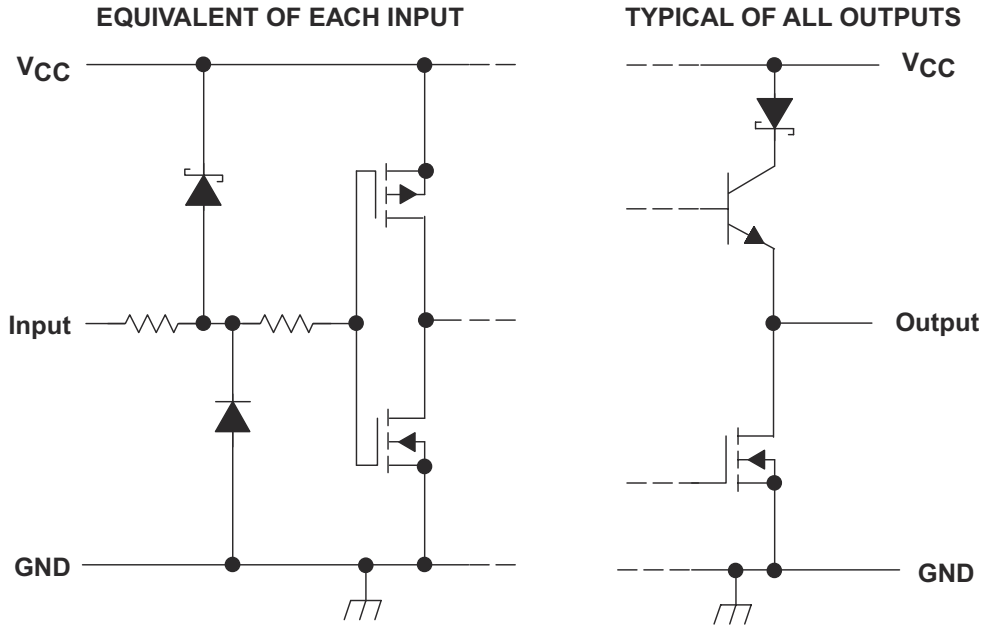 EQUIVALENT OF EACH INPUT
VCC
Input
GND
TYPICAL OF ALL OUTPUTS
VCC
Output
GND